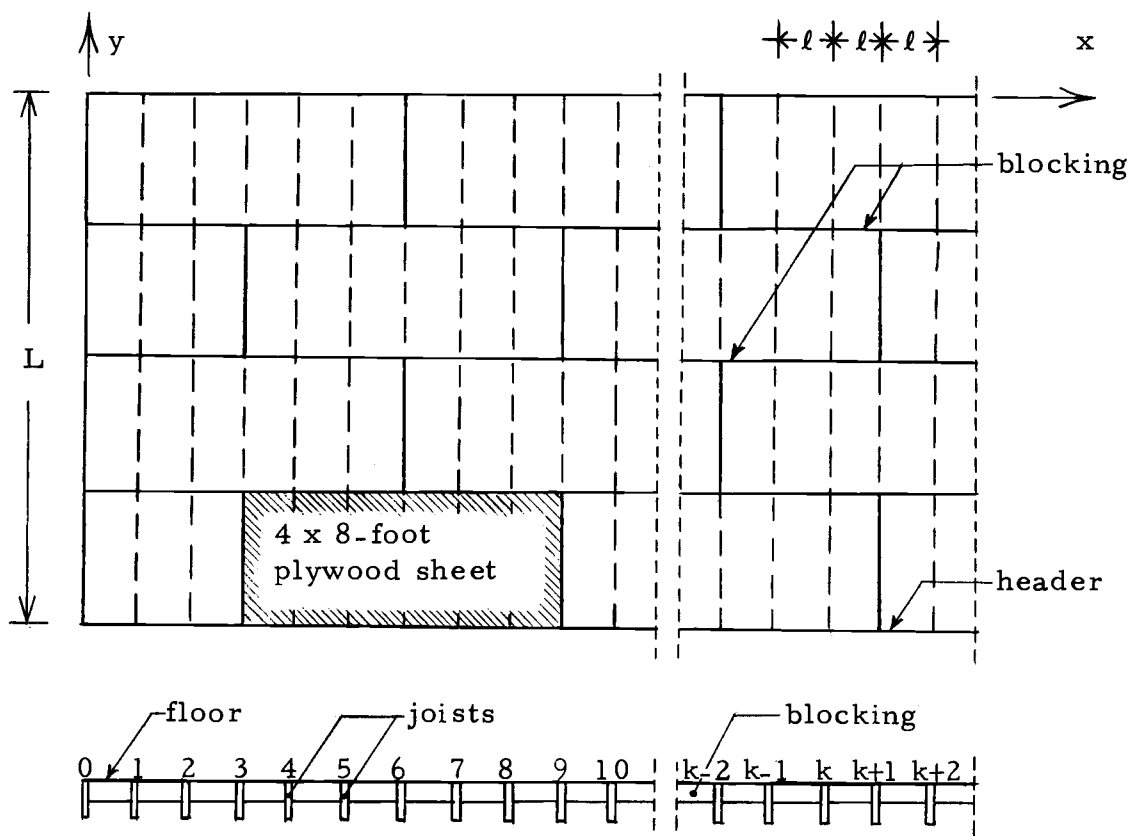 y
ℓ ℓ ℓ
x
blocking
L
4 x 8-foot
plywood sheet
header
floor
joists
blocking
0 1 2 3 4 5 6 7 8 9 10 k-2 k-1 k k+1 k+2